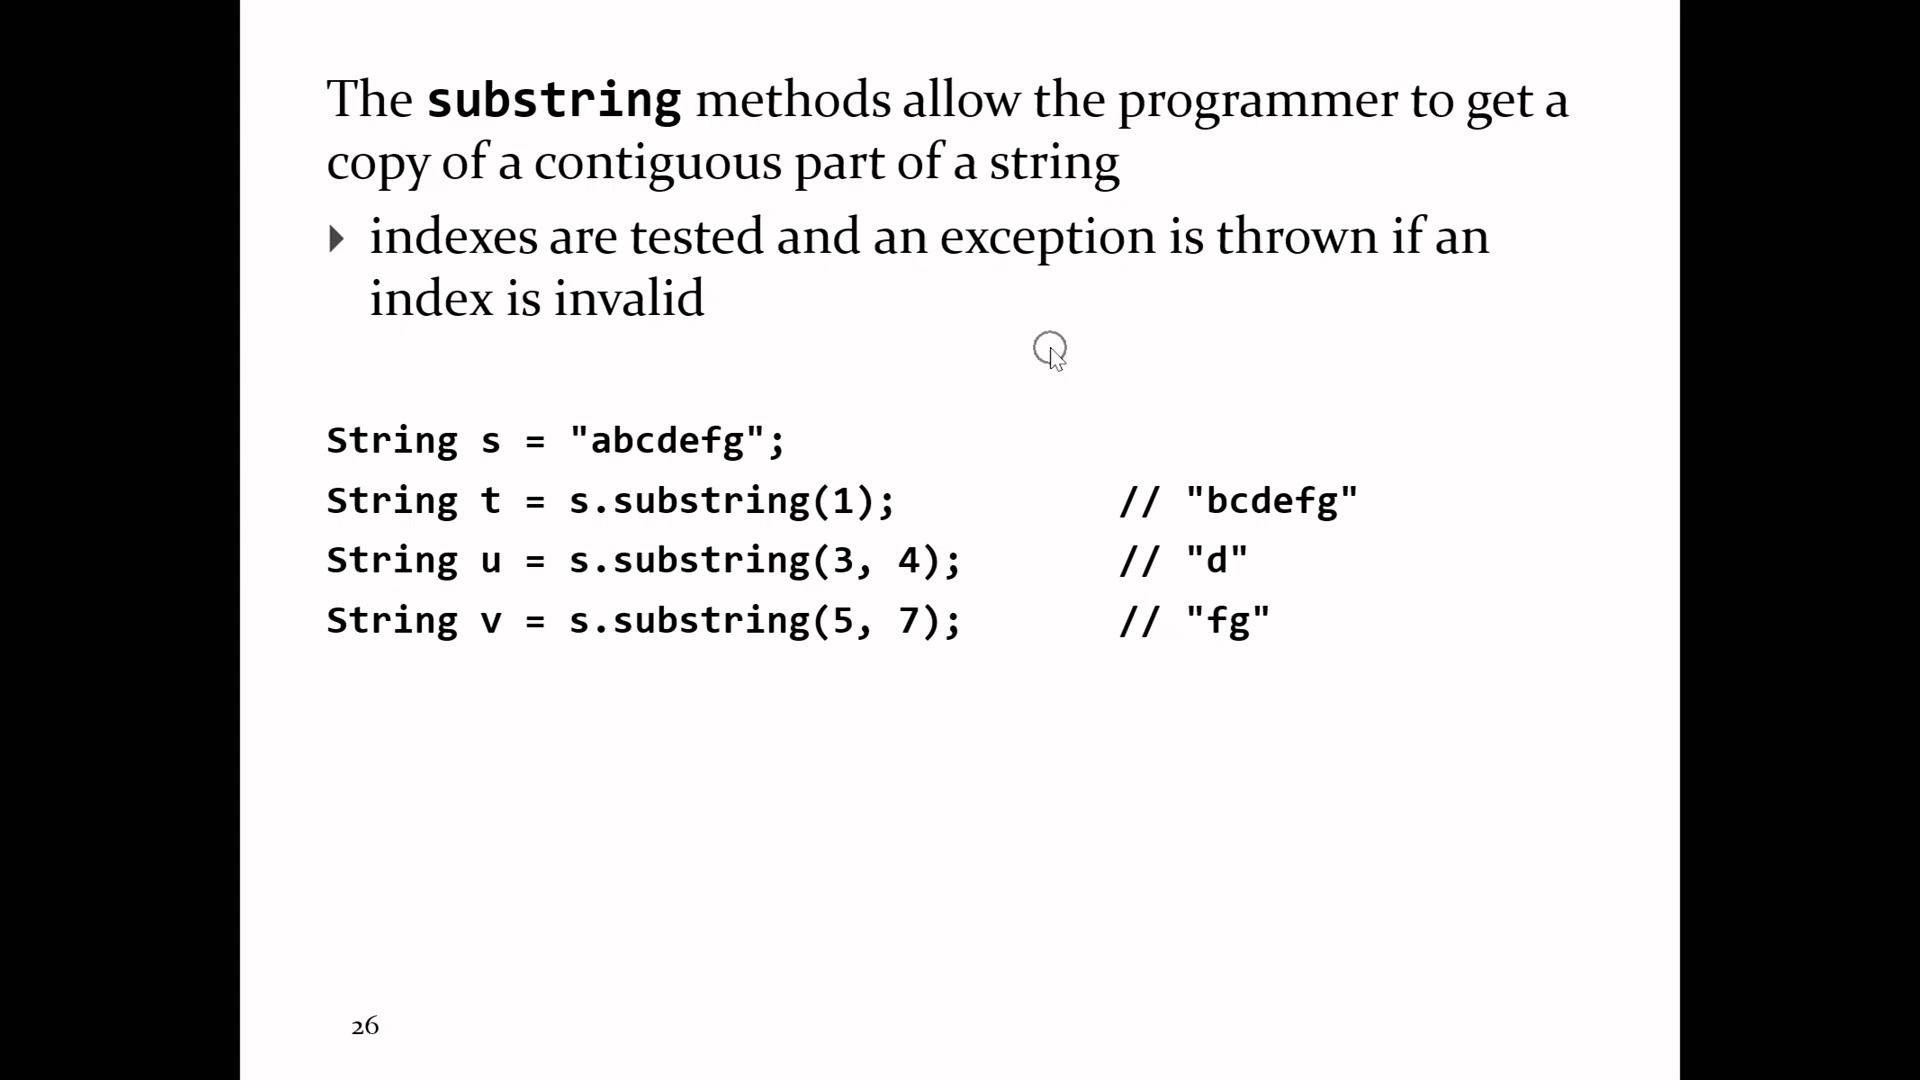 The substring methods allow the programmer to get a
copy of a contiguous part of a string
indexes are tested and an exception is thrown if an
index is invalid
String s = "abcdefg";
String t = s.substring(1); // "bcdefg"
String u = s.substring(3, 4); // "d"
String v = s.substring(5, 7); // "fg"
26